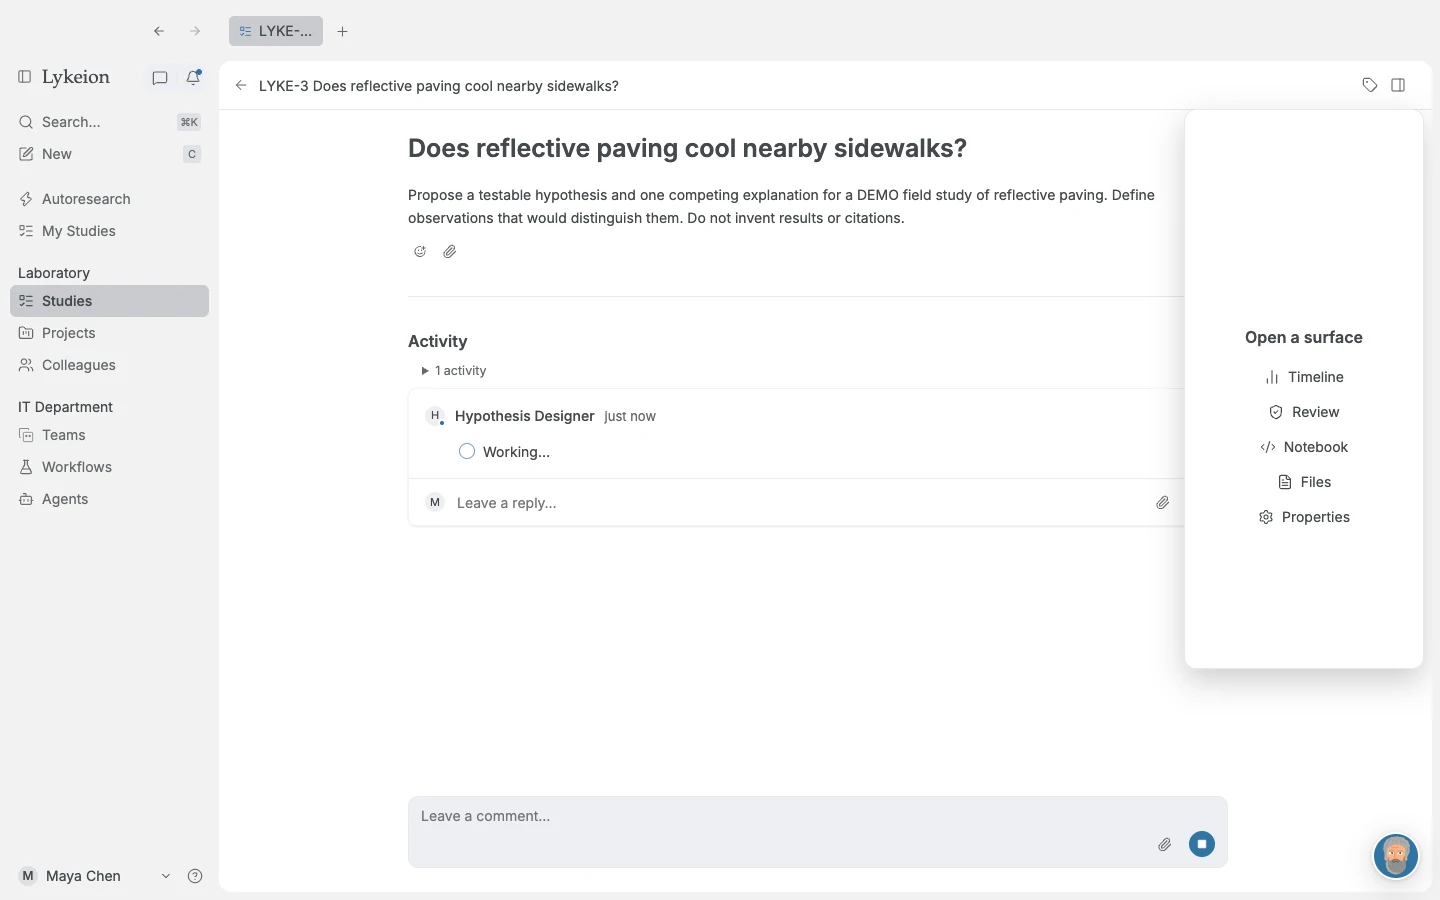 LYKE-...
Lykeion
Search...
⌘K
New
C
Autoresearch
My Studies
Laboratory
Studies
Projects
Colleagues
IT Department
Teams
Workflows
Agents
M
Maya Chen
LYKE-3 Does reflective paving cool nearby sidewalks?
Does reflective paving cool nearby sidewalks?
Propose a testable hypothesis and one competing explanation for a DEMO field study of reflective paving. Define
observations that would distinguish them. Do not invent results or citations.
Activity
1 activity
H
Hypothesis Designer Just now
Working...
M
Leave a reply...
Leave a comment...
Open a surface
Timeline
Review
Notebook
Files
Properties